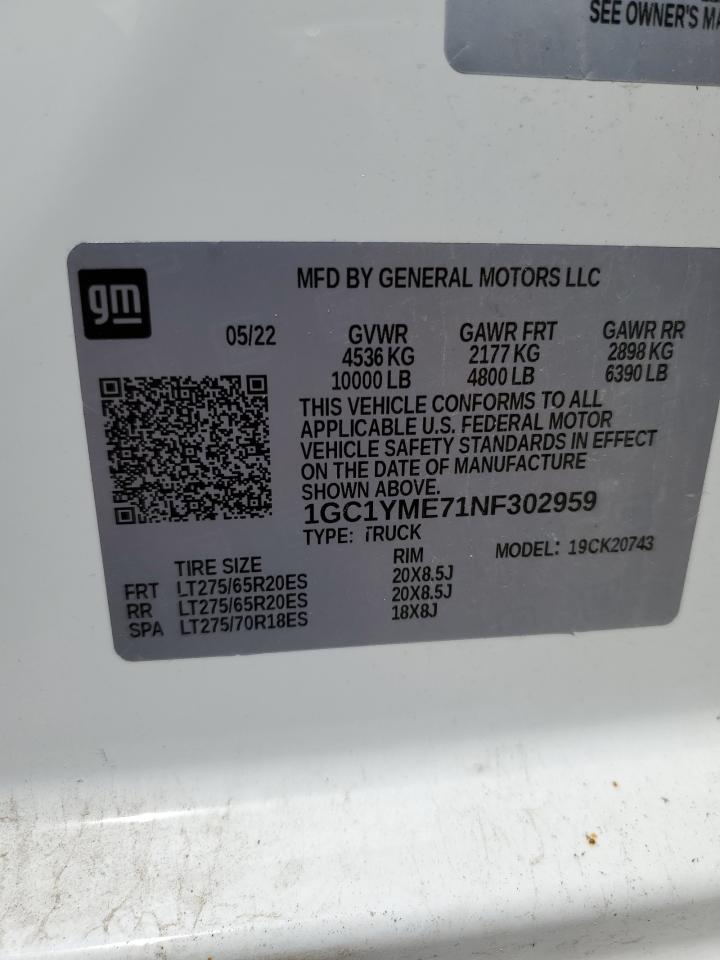 SEE OWNER'S MA
gm
MFD BY GENERAL MOTORS LLC
05/22 GVWR GAWR FRT GAWR RR
4536 KG 2177 KG 2898 KG
10000 LB 4800 LB 6390 LB
THIS VEHICLE CONFORMS TO ALL
APPLICABLE U.S. FEDERAL MOTOR
VEHICLE SAFETY STANDARDS IN EFFECT
ON THE DATE OF MANUFACTURE
SHOWN ABOVE.
1GC1YME71NF302959
TYPE: TRUCK MODEL: 19CK20743
TIRE SIZE RIM
FRT LT275/65R20ES 20X8.5J
RR LT275/65R20ES 20X8.5J
SPA LT275/70R18ES 18X8J